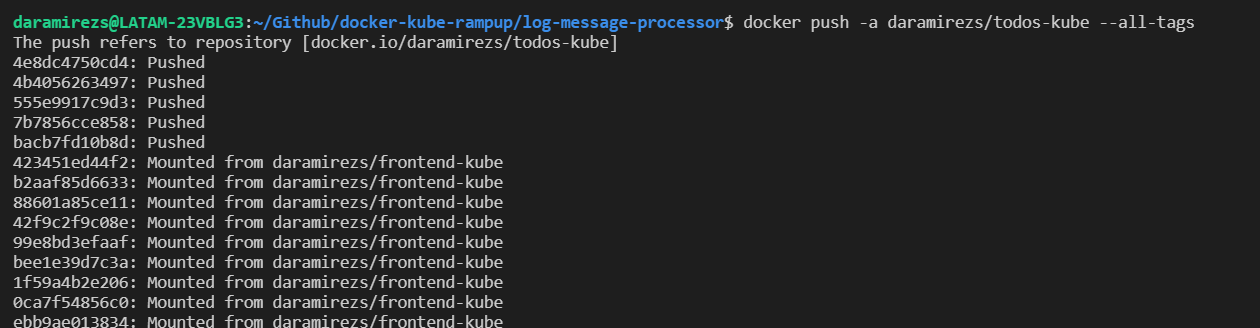 daramirezs@LATAM-23VBLG3:~/Github/docker-kube-rampup/log-message-processor$ docker push -a daramirezs/todos-kube --all-tags
The push refers to repository [docker.io/daramirezs/todos-kube]
4e8dc4750cd4: Pushed
4b4056263497: Pushed
555e9917c9d3: Pushed
7b7856cce858: Pushed
bacb7fd10b8d: Pushed
423451ed44f2: Mounted from daramirezs/frontend-kube
b2aaf85d6633: Mounted from daramirezs/frontend-kube
88601a85ce11: Mounted from daramirezs/frontend-kube
42f9c2f9c08e: Mounted from daramirezs/frontend-kube
99e8bd3efaaf: Mounted from daramirezs/frontend-kube
bee1e39d7c3a: Mounted from daramirezs/frontend-kube
1f59a4b2e206: Mounted from daramirezs/frontend-kube
0ca7f54856c0: Mounted from daramirezs/frontend-kube
ebb9ae013834: Mounted from daramirezs/frontend-kube